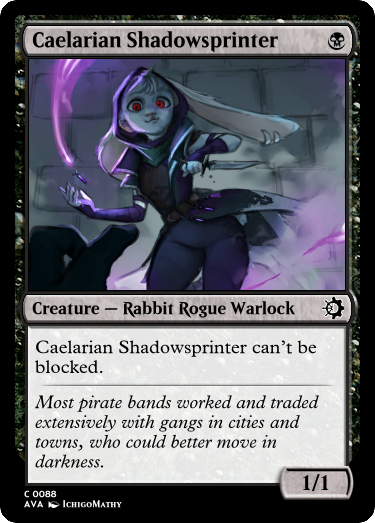 Caelarian Shadowsprinter
Creature — Rabbit Rogue Warlock
Caelarian Shadowsprinter can't be
blocked.
Most pirate bands worked and traded
extensively with gangs in cities and
towns, who could better move in
darkness.
1/1
C 0088
AVA IchigoMathy